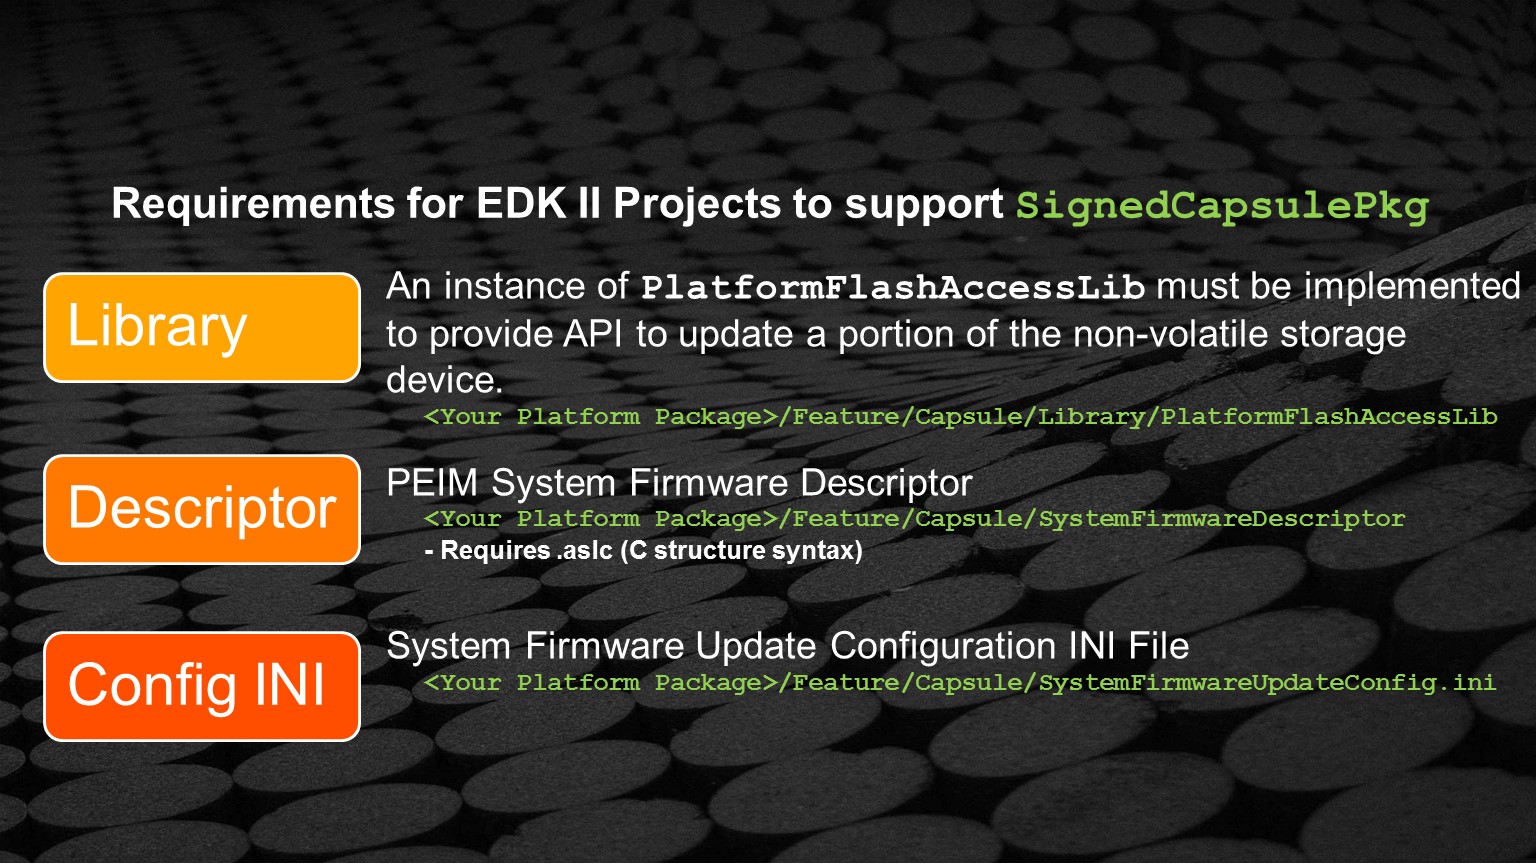 Requirements for EDK II Projects to support SignedCapsulePkg
Library
An instance of PlatformFlashAccessLib must be implemented
to provide API to update a portion of the non-volatile storage
device.
<Your Platform Package>/Feature/Capsule/Library/PlatformFlashAccessLib
Descriptor
PEIM System Firmware Descriptor
<Your Platform Package>/Feature/Capsule/SystemFirmwareDescriptor
- Requires .aslc (C structure syntax)
Config INI
System Firmware Update Configuration INI File
<Your Platform Package>/Feature/Capsule/SystemFirmwareUpdateConfig.ini